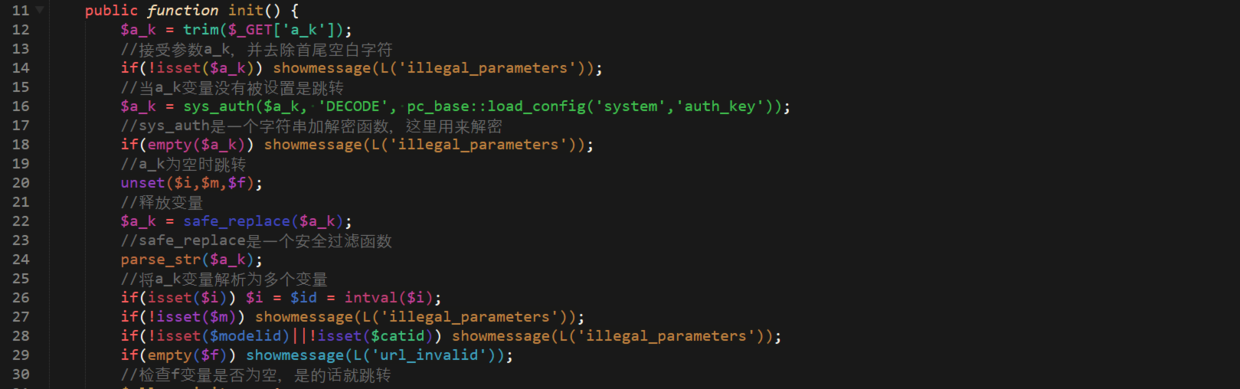 11 public function init() {
12 $a_k = trim($_GET['a_k']);
13 //接受参数a_k，并去除首尾空白字符
14 if(!isset($a_k)) showmessage(L('illegal_parameters'));
15 //当a_k变量没有被设置是跳转
16 $a_k = sys_auth($a_k, 'DECODE', pc_base::load_config('system','auth_key'));
17 //sys_auth是一个字符串加解密函数，这里用来解密
18 if(empty($a_k)) showmessage(L('illegal_parameters'));
19 //a_k为空时跳转
20 unset($i,$m,$f);
21 //释放变量
22 $a_k = safe_replace($a_k);
23 //safe_replace是一个安全过滤函数
24 parse_str($a_k);
25 //将a_k变量解析为多个变量
26 if(isset($i)) $i = $id = intval($i);
27 if(!isset($m)) showmessage(L('illegal_parameters'));
28 if(!isset($modelid)||!isset($catid)) showmessage(L('illegal_parameters'));
29 if(empty($f)) showmessage(L('url_invalid'));
30 //检查f变量是否为空，是的话就跳转